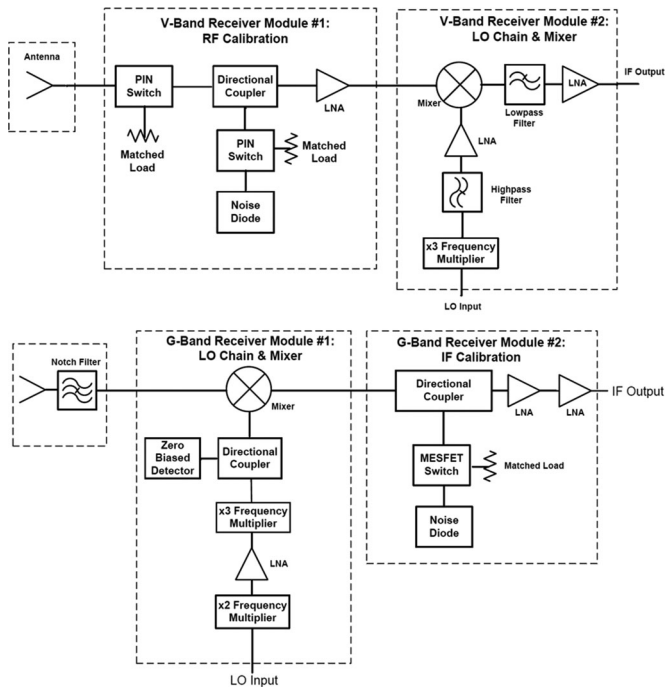 V-Band Receiver Module #1:
RF Calibration
V-Band Receiver Module #2:
LO Chain & Mixer
Antenna
PIN
Switch
Directional
Coupler
LNA
Mixer
Lowpass
Filter
LNA
IF Output
Matched
Load
PIN
Switch
Matched
Load
Noise
Diode
LNA
Highpass
Filter
x3 Frequency
Multiplier
LO Input
G-Band Receiver Module #1:
LO Chain & Mixer
G-Band Receiver Module #2:
IF Calibration
Notch Filter
Mixer
Directional
Coupler
LNA
LNA
IF Output
Zero
Biased
Detector
Directional
Coupler
MESFET
Switch
Matched Load
Noise
Diode
x3 Frequency
Multiplier
LNA
x2 Frequency
Multiplier
LO Input